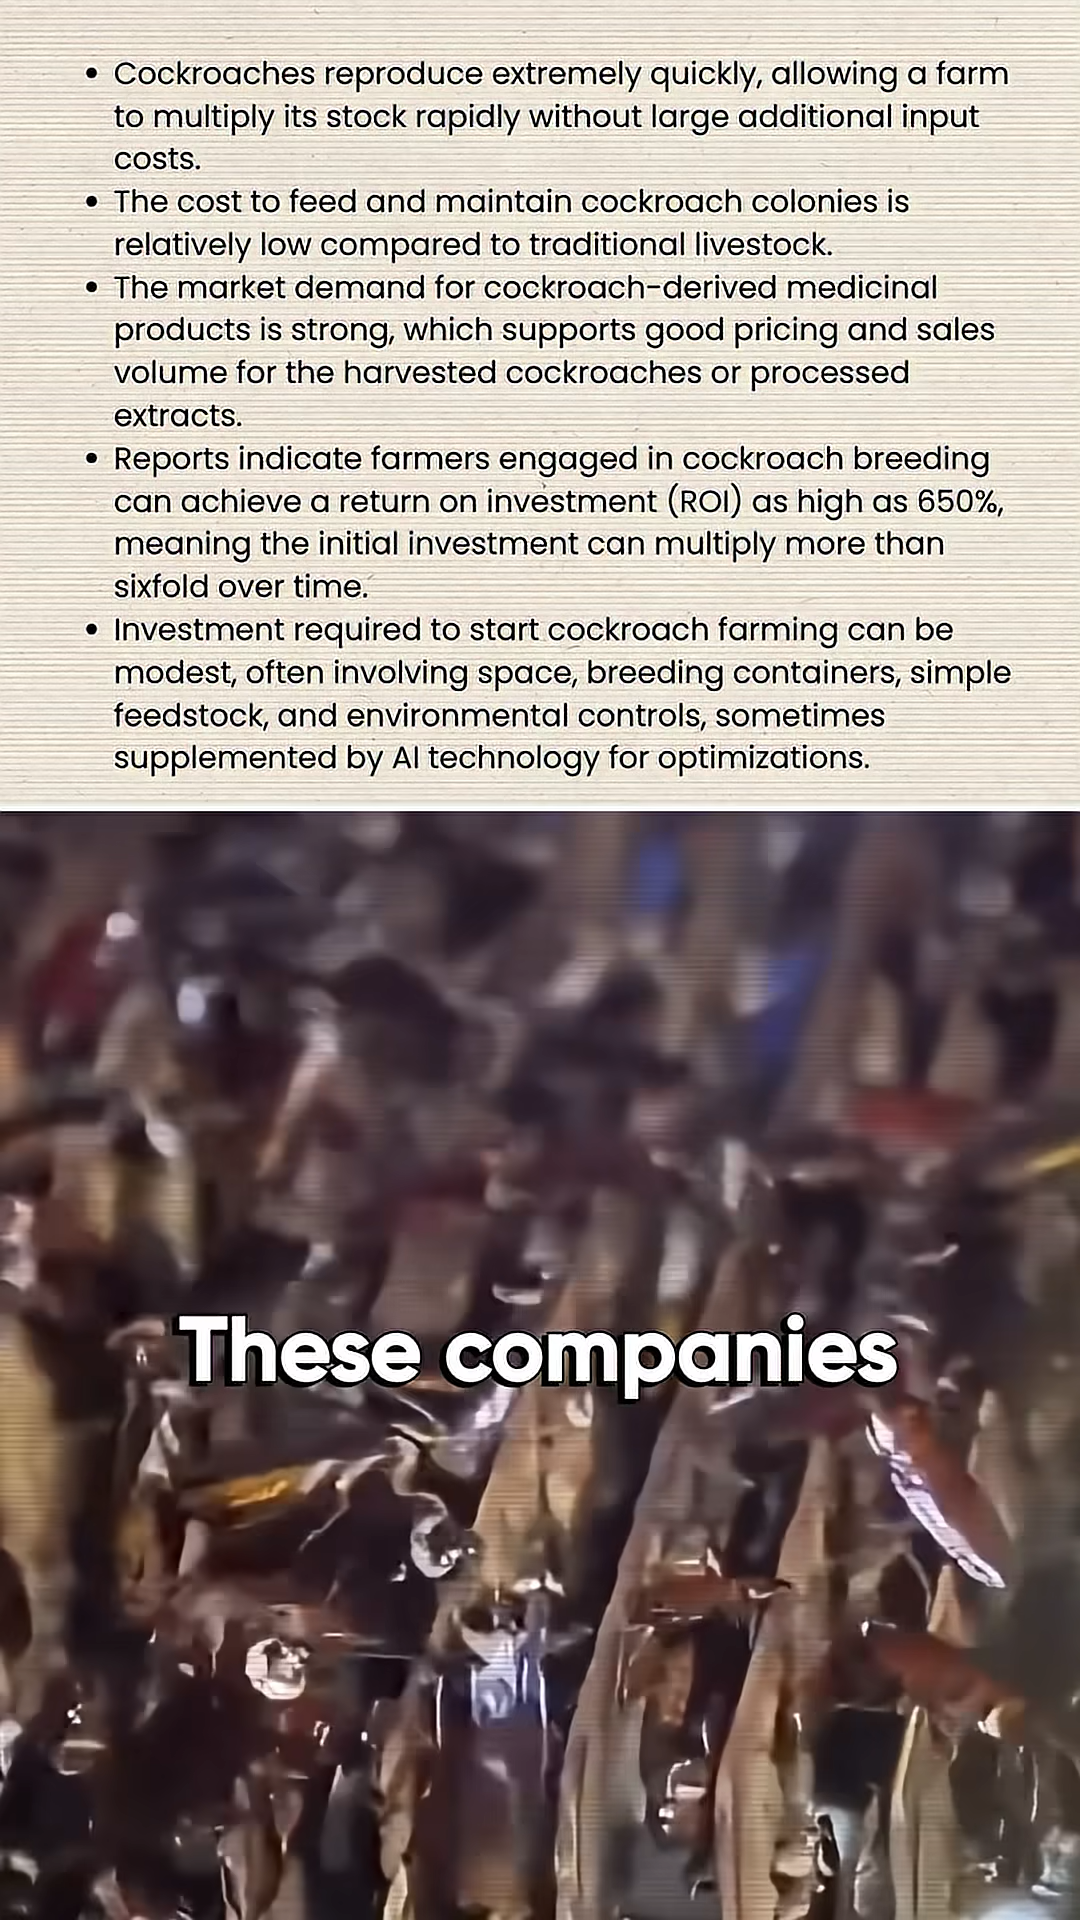 • Cockroaches reproduce extremely quickly, allowing a farm
to multiply its stock rapidly without large additional input
costs.
• The cost to feed and maintain cockroach colonies is
relatively low compared to traditional livestock.
• The market demand for cockroach-derived medicinal
products is strong, which supports good pricing and sales
volume for the harvested cockroaches or processed
extracts.
• Reports indicate farmers engaged in cockroach breeding
can achieve a return on investment (ROI) as high as 650%,
meaning the initial investment can multiply more than
sixfold over time.
• Investment required to start cockroach farming can be
modest, often involving space, breeding containers, simple
feedstock, and environmental controls, sometimes
supplemented by AI technology for optimizations.
These companies